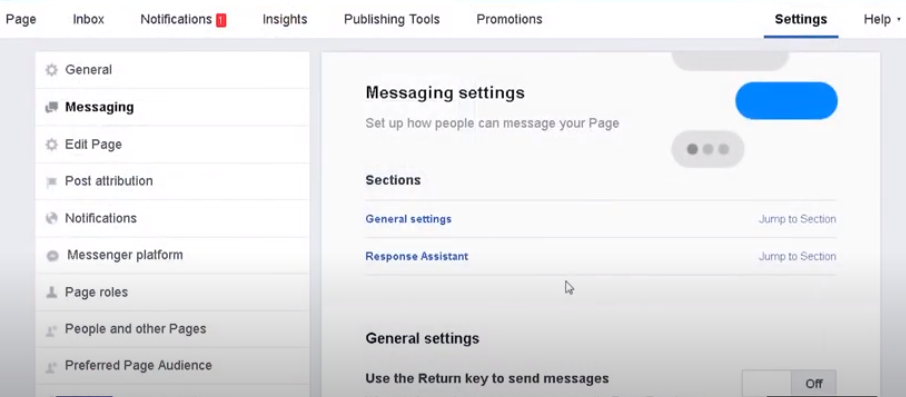 Page Inbox Notifications 1 Insights Publishing Tools Promotions Settings Help
General
Messaging
Edit Page
Post attribution
Notifications
Messenger platform
Page roles
People and other Pages
Preferred Page Audience
Messaging settings
Set up how people can message your Page
Sections
General settings Jump to Section
Response Assistant Jump to Section
General settings
Use the Return key to send messages Off